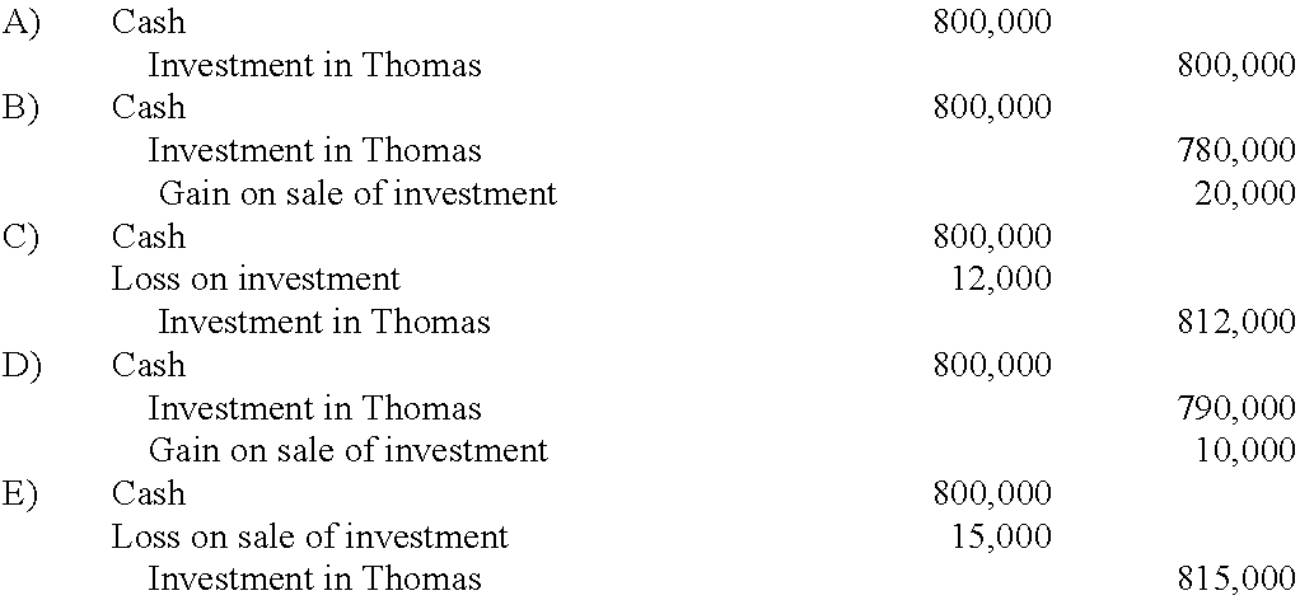 A) Cash 800,000
Investment in Thomas 800,000
B) Cash 800,000
Investment in Thomas 780,000
Gain on sale of investment 20,000
C) Cash 800,000
Loss on investment 12,000
Investment in Thomas 812,000
D) Cash 800,000
Investment in Thomas 790,000
Gain on sale of investment 10,000
E) Cash 800,000
Loss on sale of investment 15,000
Investment in Thomas 815,000